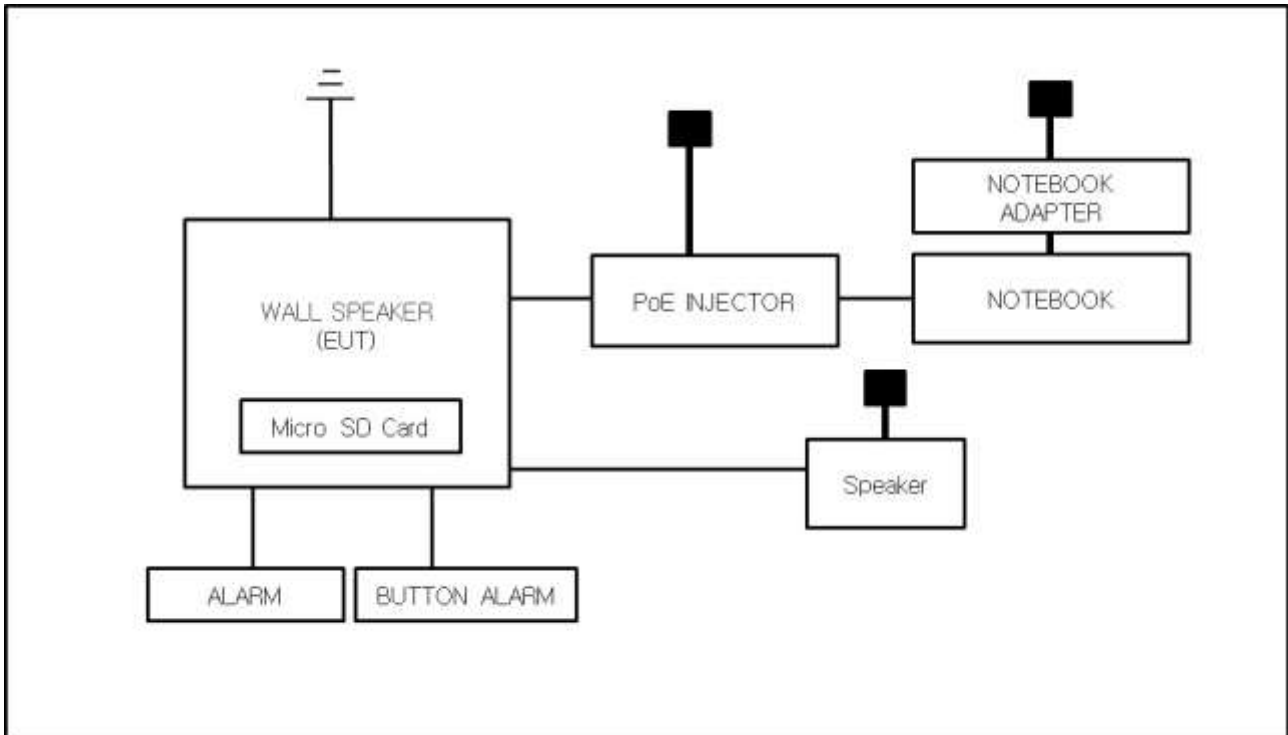 NOTEBOOK
ADAPTER
WALL SPEAKER
(EUT)
PoE INJECTOR
NOTEBOOK
Micro SD Card
Speaker
ALARM
BUTTON ALARM